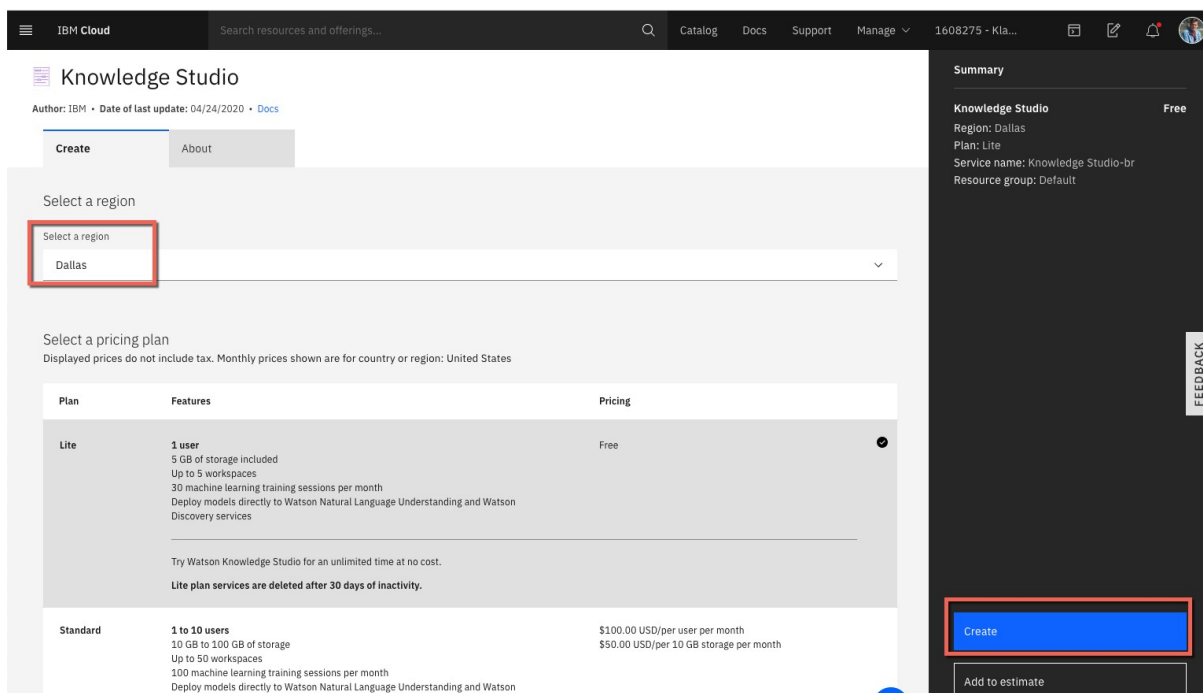 IBM Cloud
Search resources and offerings...
Catalog
Docs
Support
Manage
1608275 - Kla...
Knowledge Studio
Author: IBM • Date of last update: 04/24/2020 • Docs
Create
About
Select a region
Select a region
Dallas
Select a pricing plan
Displayed prices do not include tax. Monthly prices shown are for country or region: United States
Plan
Features
Pricing
Lite
1 user
Free
5 GB of storage included
Up to 5 workspaces
30 machine learning training sessions per month
Deploy models directly to Watson Natural Language Understanding and Watson
Discovery services
Try Watson Knowledge Studio for an unlimited time at no cost.
Lite plan services are deleted after 30 days of inactivity.
Standard
1 to 10 users
$100.00 USD/per user per month
10 GB to 100 GB of storage
$50.00 USD/per 10 GB storage per month
Up to 50 workspaces
100 machine learning training sessions per month
Deploy models directly to Watson Natural Language Understanding and Watson
Summary
Knowledge Studio
Free
Region: Dallas
Plan: Lite
Service name: Knowledge Studio-br
Resource group: Default
FEEDBACK
Create
Add to estimate